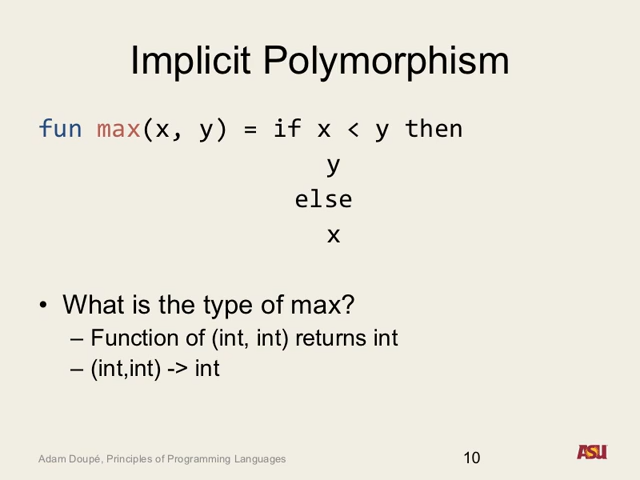 Implicit Polymorphism
fun max(x, y) = if x < y then
y
else
x
• What is the type of max?
– Function of (int, int) returns int
– (int,int) -> int
Adam Doupé, Principles of Programming Languages
10
ASU